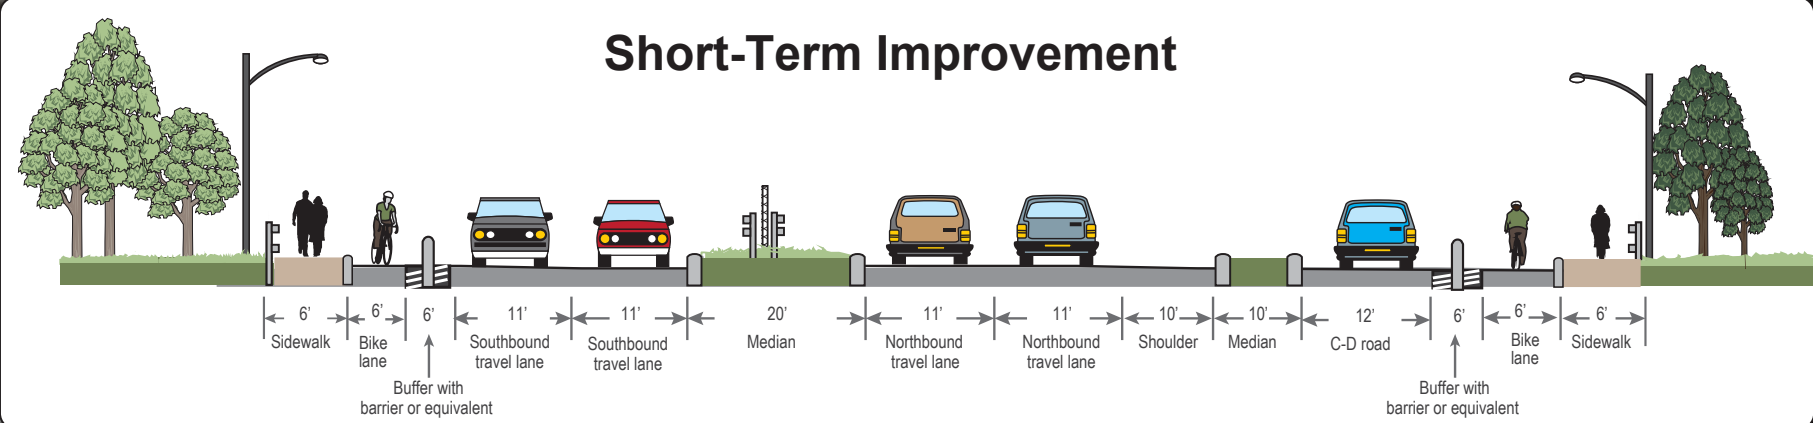 Short-Term Improvement
6’ 6’ 6’ 11’ 11’ 20’ 11’ 11’ 10’ 10’ 12’ 6’ 6’ 6’
Sidewalk
Bike
lane
Buffer with
barrier or equivalent
Southbound
travel lane
Southbound
travel lane
Median
Northbound
travel lane
Northbound
travel lane
Shoulder
Median
C-D road
Buffer with
barrier or equivalent
Bike
lane
Sidewalk